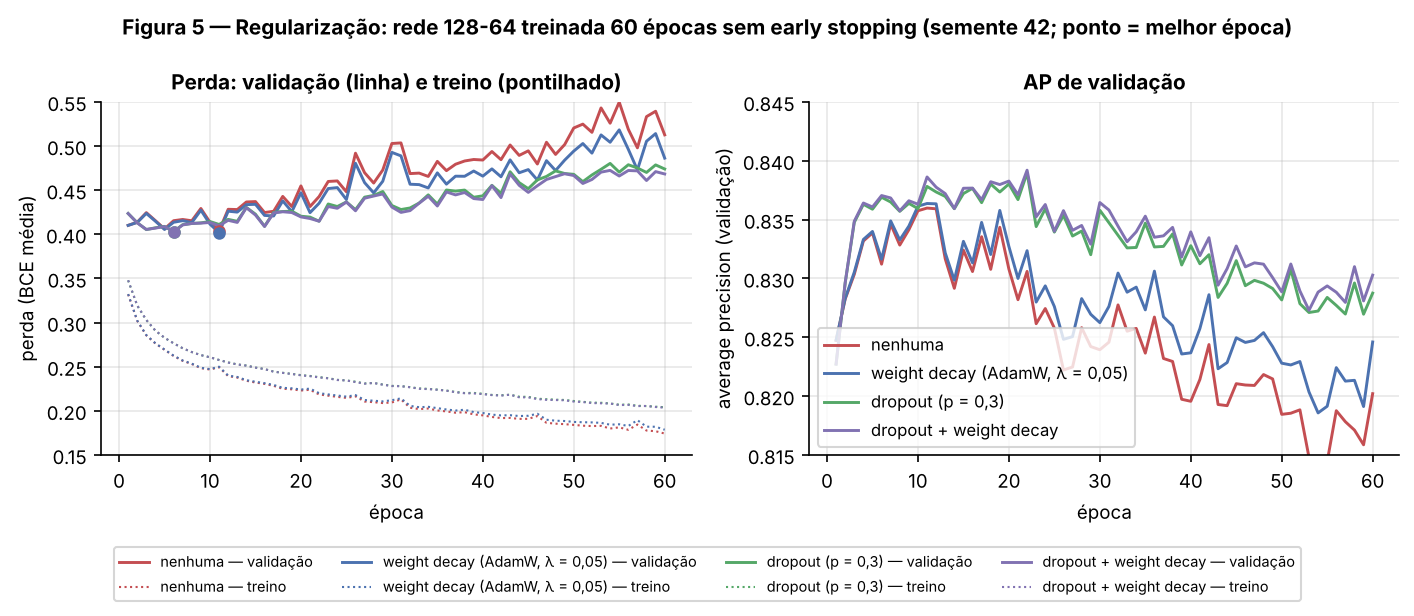 Figura 5 — Regularização: rede 128-64 treinada 60 épocas sem early stopping (semente 42; ponto = melhor época)
Perda: validação (linha) e treino (pontilhado)
perda (BCE média)
0.55
0.50
0.45
0.40
0.35
0.30
0.25
0.20
0.15
0 10 20 30 40 50 60
época
AP de validação
average precision (validação)
0.845
0.840
0.835
0.830
0.825
0.820
0.815
nenhuma
weight decay (AdamW, λ = 0,05)
dropout (p = 0,3)
dropout + weight decay
0 10 20 30 40 50 60
época
nenhuma — validação weight decay (AdamW, λ = 0,05) — validação dropout (p = 0,3) — validação dropout + weight decay — validação
nenhuma — treino weight decay (AdamW, λ = 0,05) — treino dropout (p = 0,3) — treino dropout + weight decay — treino